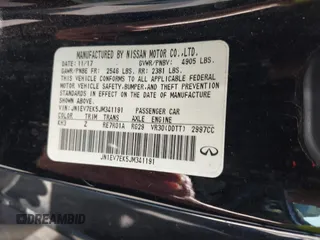 MANUFACTURED BY NISSAN MOTOR CO.,LTD.
DATE: 11/17 GVWR/PNBV: 4905 LBS.
GAWR/PNBE FR: 2546 LBS. RR: 2381 LBS.
THIS VEHICLE CONFORMS TO ALL APPLICABLE FEDERAL
MOTOR VEHICLE SAFETY, BUMPER, AND THEFT
PREVENTION STANDARDS IN EFFECT ON THE DATE OF
MANUFACTURE SHOWN ABOVE.
VIN: JN1EV7EK5JM341191 PASSENGER CAR
COLOR TRIM TRANS. AXLE ENGINE
KH3 Z RE7R01A RG29 VR30(DDTT) 2997CC
JN1EV7EK5JM341191
INFINITI
DREAMBID